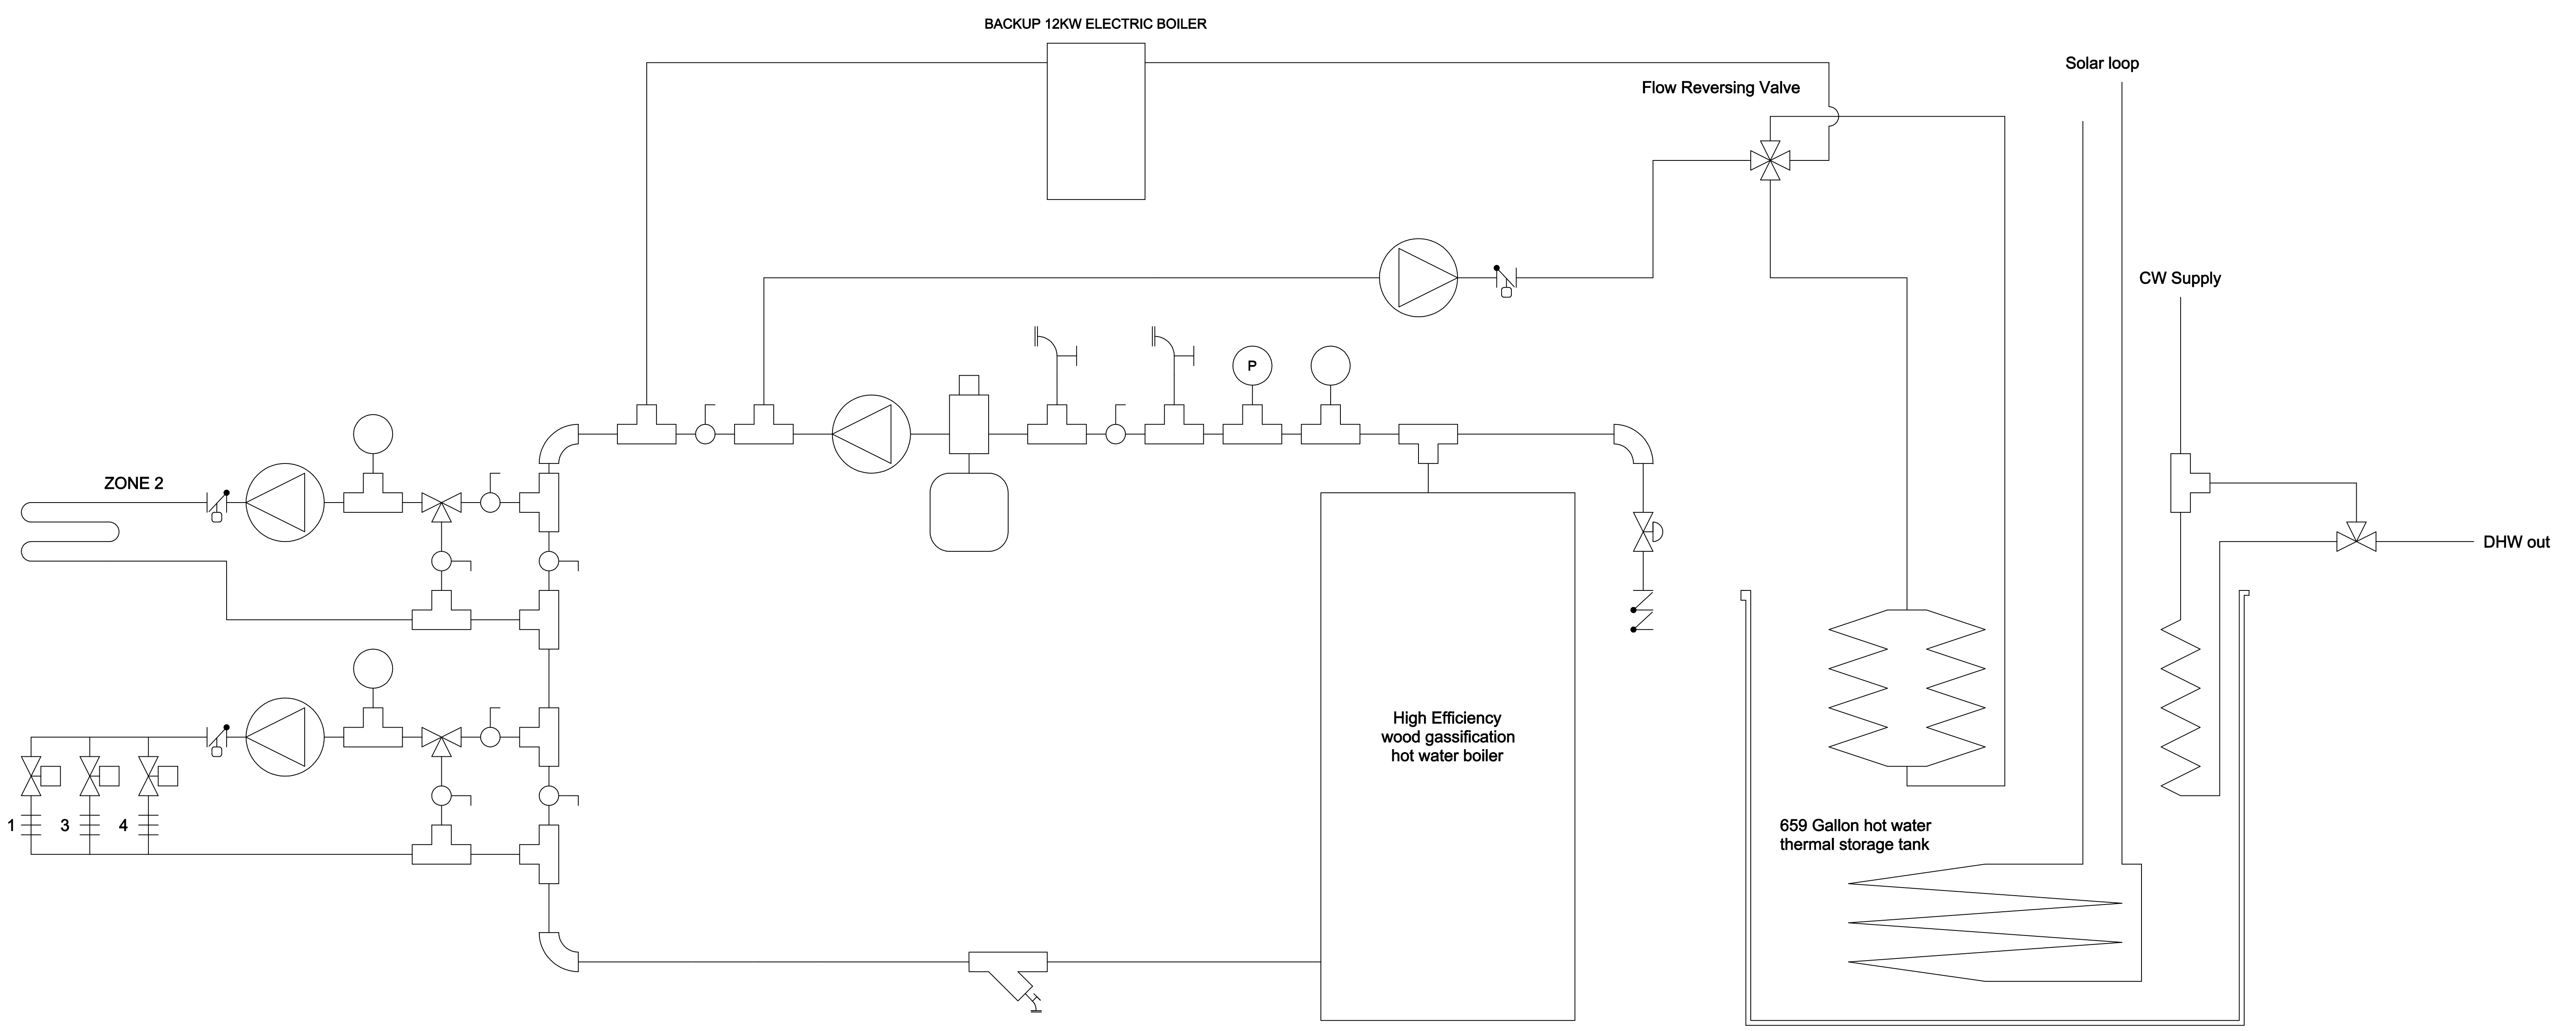 BACKUP 12KW ELECTRIC BOILER
Solar loop
Flow Reversing Valve
CW Supply
P
ZONE 2
DHW out
High Efficiency
wood gassification
hot water boiler
1 3 4
659 Gallon hot water
thermal storage tank